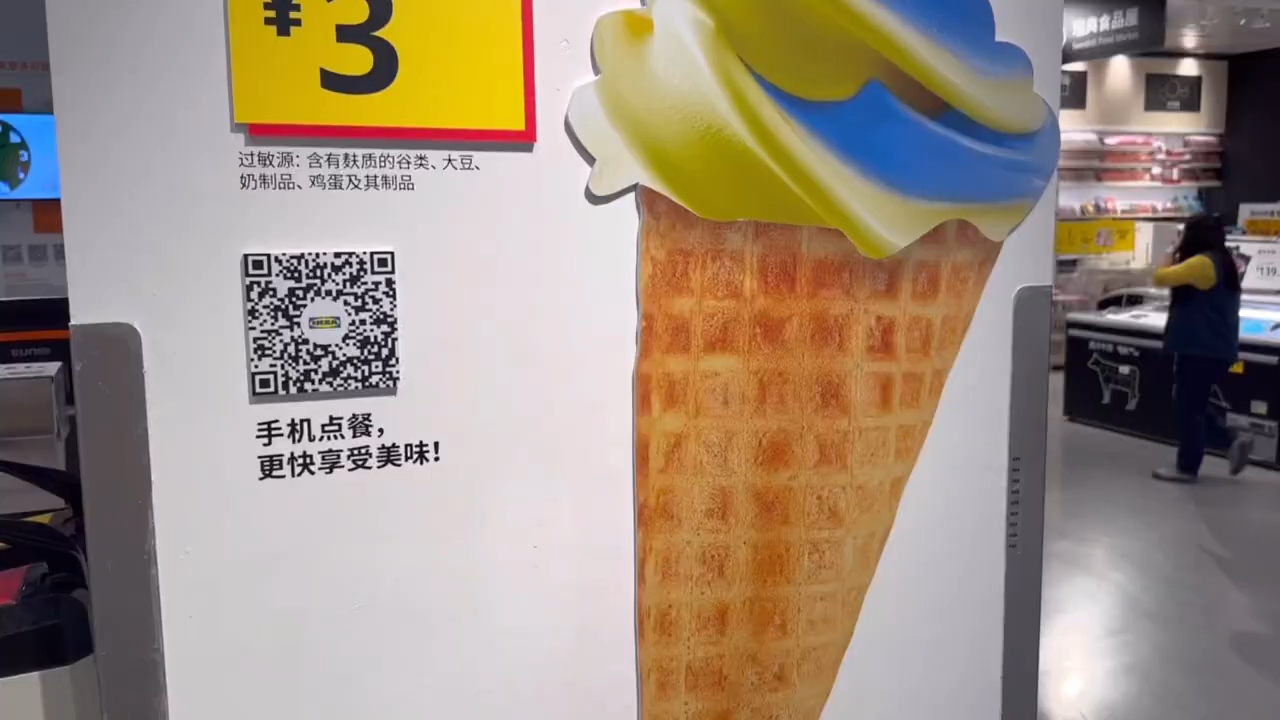 ¥3
过敏源: 含有麸质的谷类、大豆、
奶制品、鸡蛋及其制品
IKEA
手机点餐,
更快享受美味!
瑞典食品屋
Swedish Food Market
139.